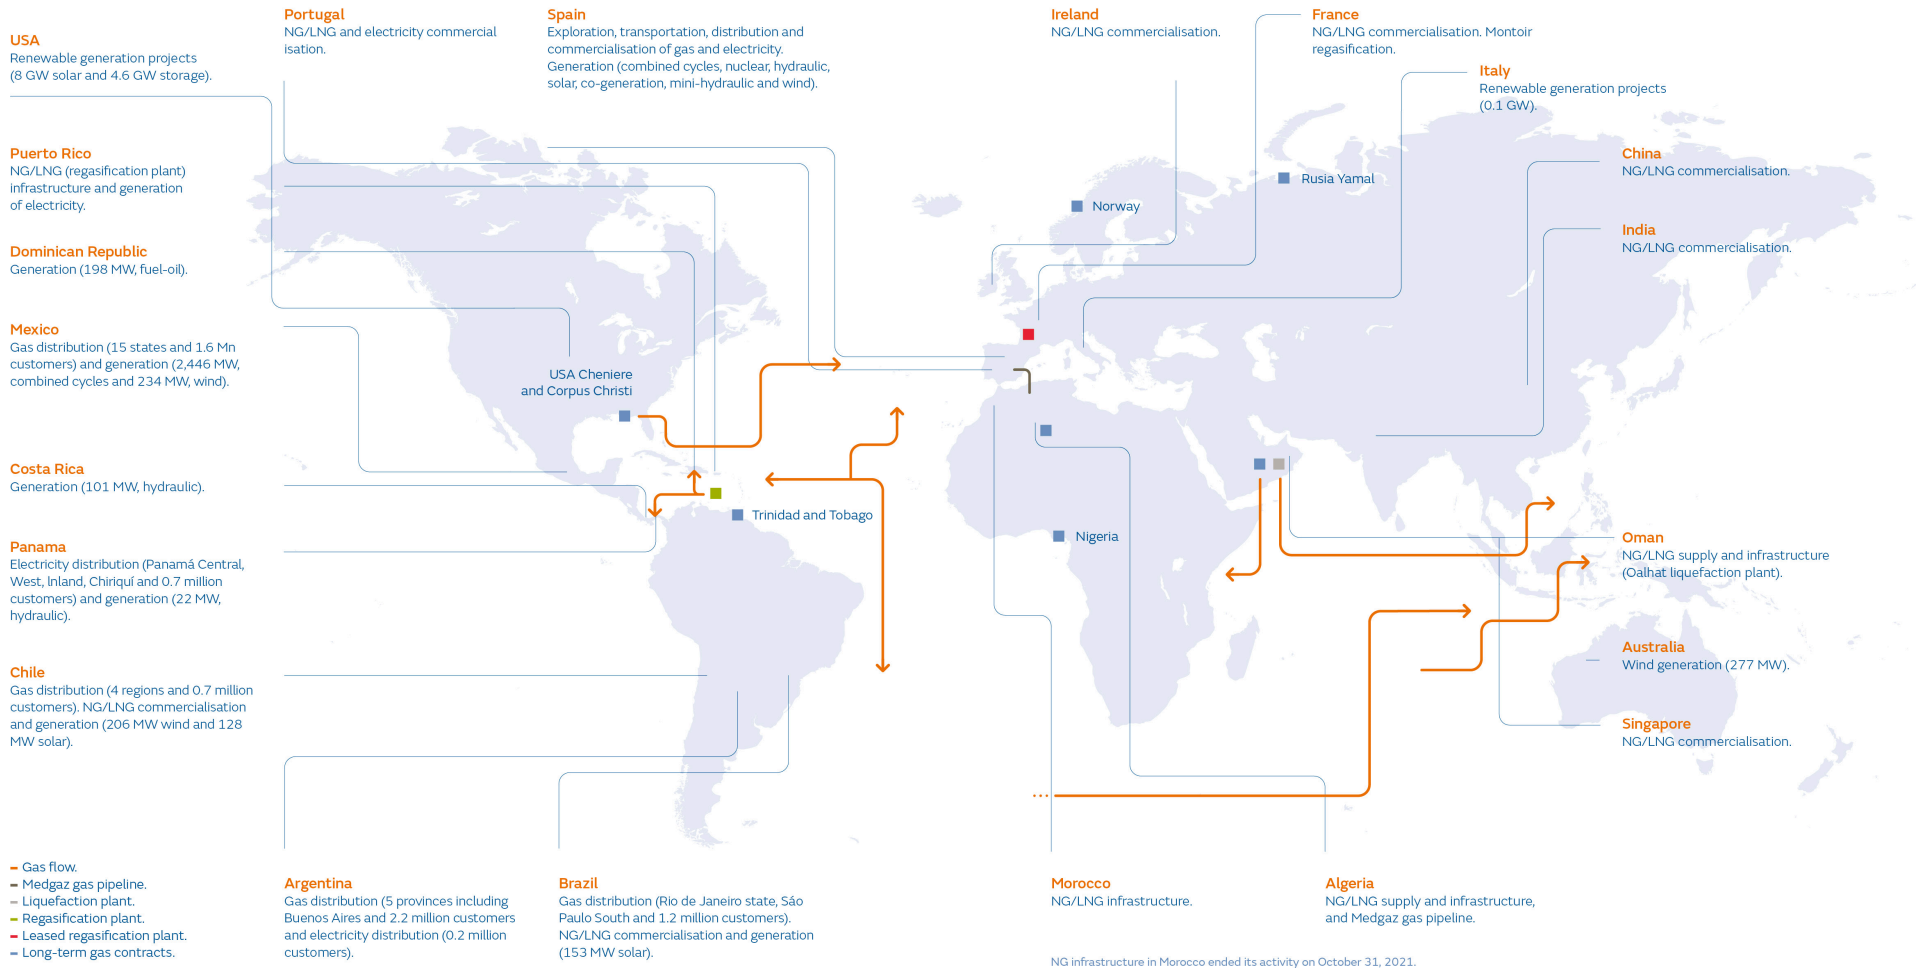 USA
Renewable generation projects
(8 GW solar and 4.6 GW storage).
Puerto Rico
NG/LNG (regasification plant)
infrastructure and generation
of electricity.
Dominican Republic
Generation (198 MW, fuel-oil).
Mexico
Gas distribution (15 states and 1.6 Mn
customers) and generation (2,446 MW,
combined cycles and 234 MW, wind).
Costa Rica
Generation (101 MW, hydraulic).
Panama
Electricity distribution (Panamá Central,
West, lnland, Chiriquí and 0.7 million
customers) and generation (22 MW,
hydraulic).
Chile
Gas distribution (4 regions and 0.7 million
customers). NG/LNG commercialisation
and generation (206 MW wind and 128
MW solar).
Portugal
NG/LNG and electricity commercial
isation.
Spain
Exploration, transportation, distribution and
commercialisation of gas and electricity.
Generation (combined cycles, nuclear, hydraulic,
solar, co-generation, mini-hydraulic and wind).
Ireland
NG/LNG commercialisation.
France
NG/LNG commercialisation. Montoir
regasification.
Italy
Renewable generation projects
(0.1 GW).
China
NG/LNG commercialisation.
India
NG/LNG commercialisation.
Rusia Yamal
Norway
USA Cheniere
and Corpus Christi
Trinidad and Tobago
Nigeria
Oman
NG/LNG supply and infrastructure
(Oalhat liquefaction plant).
Australia
Wind generation (277 MW).
Singapore
NG/LNG commercialisation.
Gas flow.
Medgaz gas pipeline.
Liquefaction plant.
Regasification plant.
Leased regasification plant.
Long-term gas contracts.
Argentina
Gas distribution (5 provinces including
Buenos Aires and 2.2 million customers
and electricity distribution (0.2 million
customers).
Brazil
Gas distribution (Rio de Janeiro state, Sáo
Paulo South and 1.2 million customers).
NG/LNG commercialisation and generation
(153 MW solar).
Morocco
NG/LNG infrastructure.
Algeria
NG/LNG supply and infrastructure,
and Medgaz gas pipeline.
NG infrastructure in Morocco ended its activity on October 31, 2021.